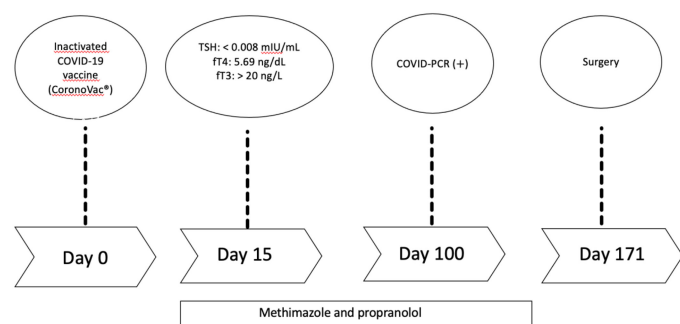 Inactivated
COVID-19
vaccine
(CoronoVac®)
TSH: < 0.008 mIU/mL
fT4: 5.69 ng/dL
fT3: > 20 ng/L
COVID-PCR (+)
Surgery
Day 0
Day 15
Day 100
Day 171
Methimazole and propranolol